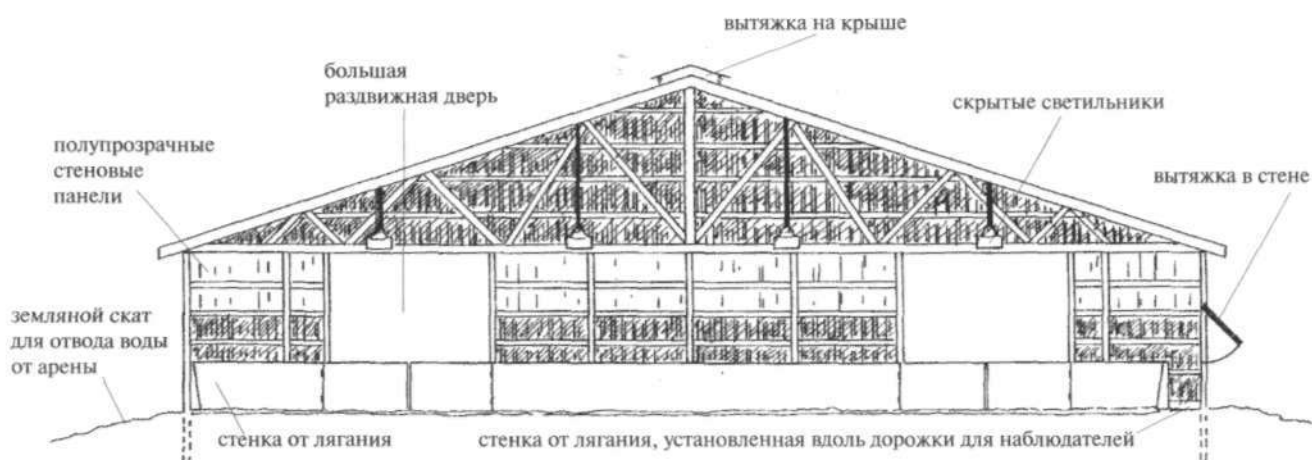 вытяжка на крыше
большая
раздвижная дверь
скрытые светильники
полупрозрачные
стеновые
панели
вытяжка в стене
земляной скат
для отвода воды
от арены
стенка от лягания
стенка от лягания, установленная вдоль дорожки для наблюдателей